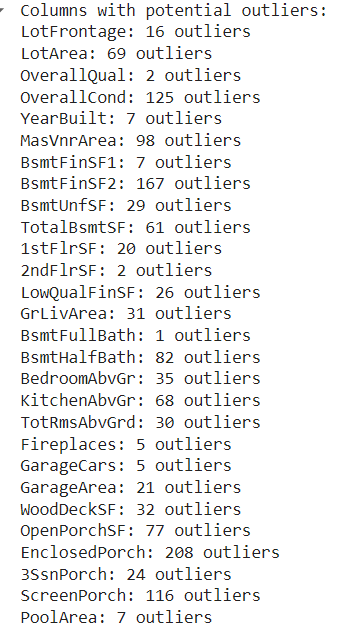 Columns with potential outliers:
LotFrontage: 16 outliers
LotArea: 69 outliers
OverallQual: 2 outliers
OverallCond: 125 outliers
YearBuilt: 7 outliers
MasVnrArea: 98 outliers
BsmtFinSF1: 7 outliers
BsmtFinSF2: 167 outliers
BsmtUnfSF: 29 outliers
TotalBsmtSF: 61 outliers
1stFlrSF: 20 outliers
2ndFlrSF: 2 outliers
LowQualFinSF: 26 outliers
GrLivArea: 31 outliers
BsmtFullBath: 1 outliers
BsmtHalfBath: 82 outliers
BedroomAbvGr: 35 outliers
KitchenAbvGr: 68 outliers
TotRmsAbvGrd: 30 outliers
Fireplaces: 5 outliers
GarageCars: 5 outliers
GarageArea: 21 outliers
WoodDeckSF: 32 outliers
OpenPorchSF: 77 outliers
EnclosedPorch: 208 outliers
3SsnPorch: 24 outliers
ScreenPorch: 116 outliers
PoolArea: 7 outliers